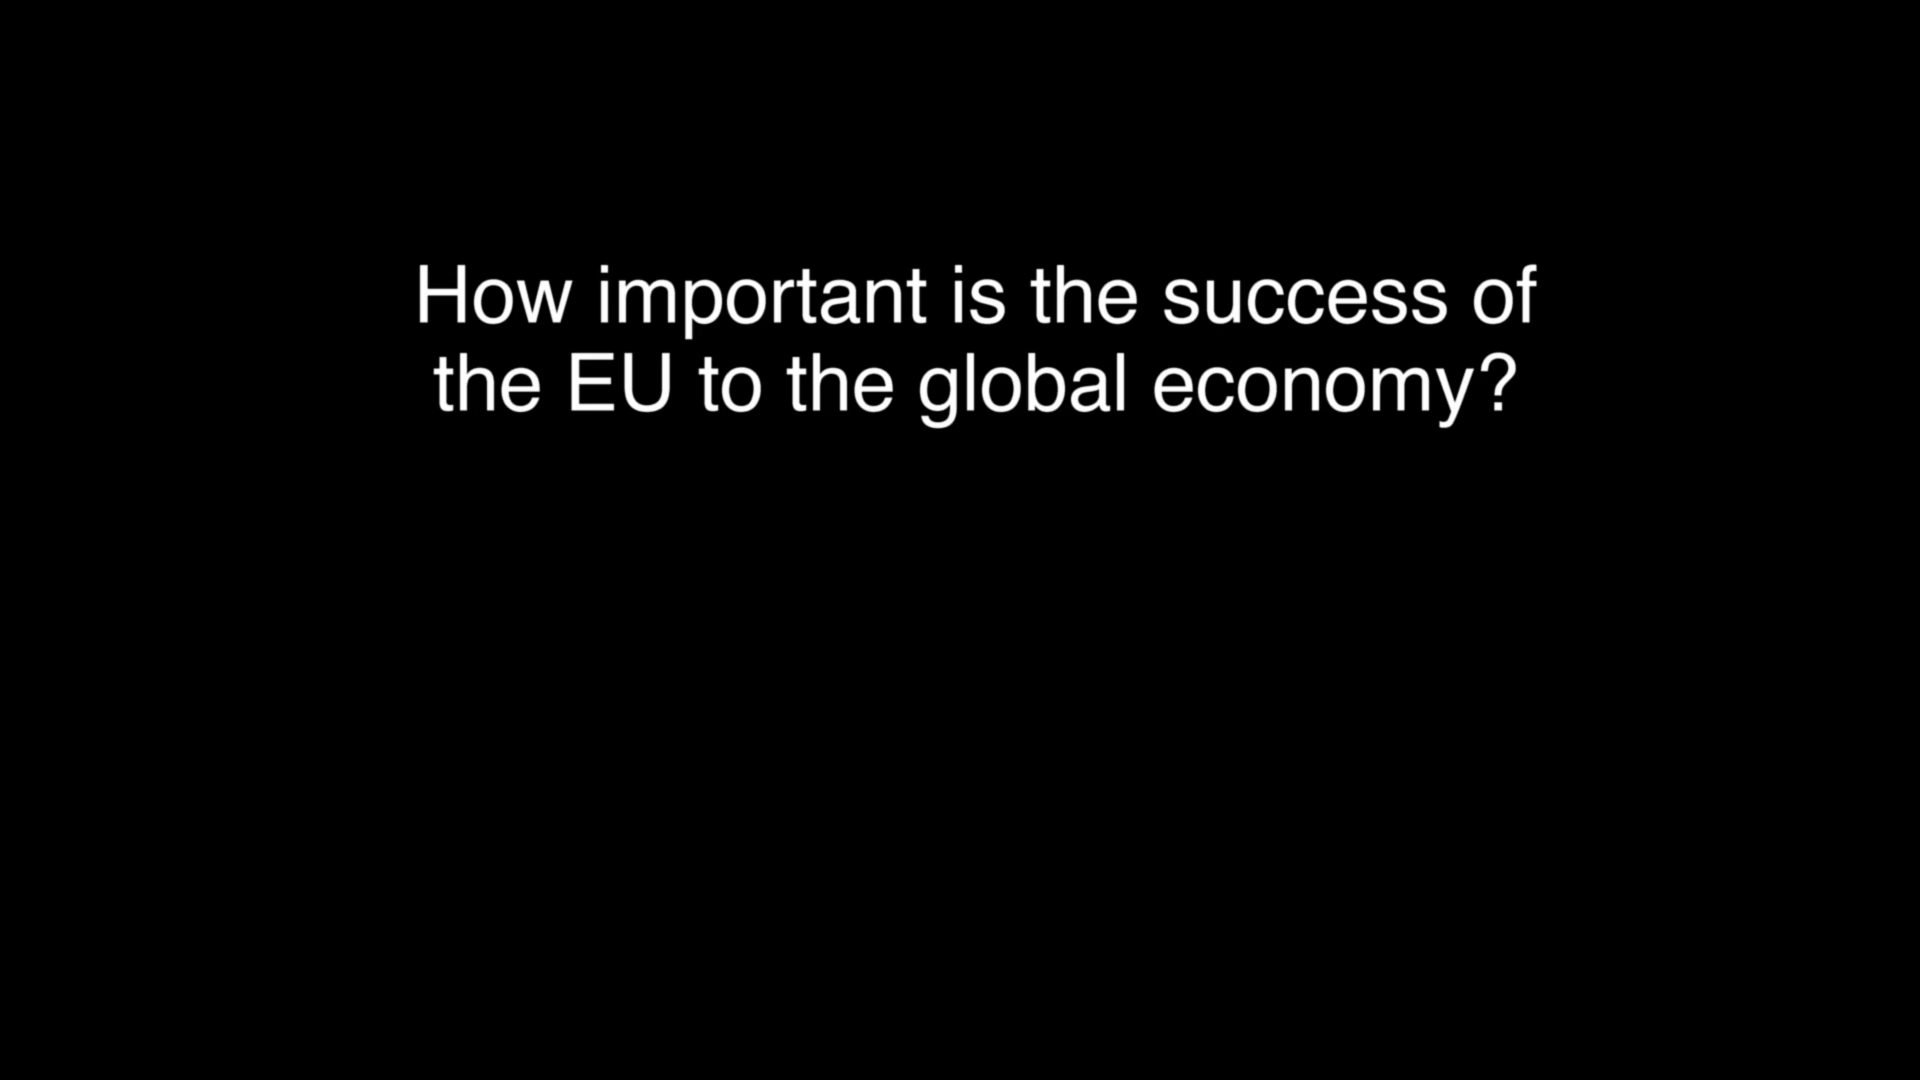 How important is the success of
the EU to the global economy?